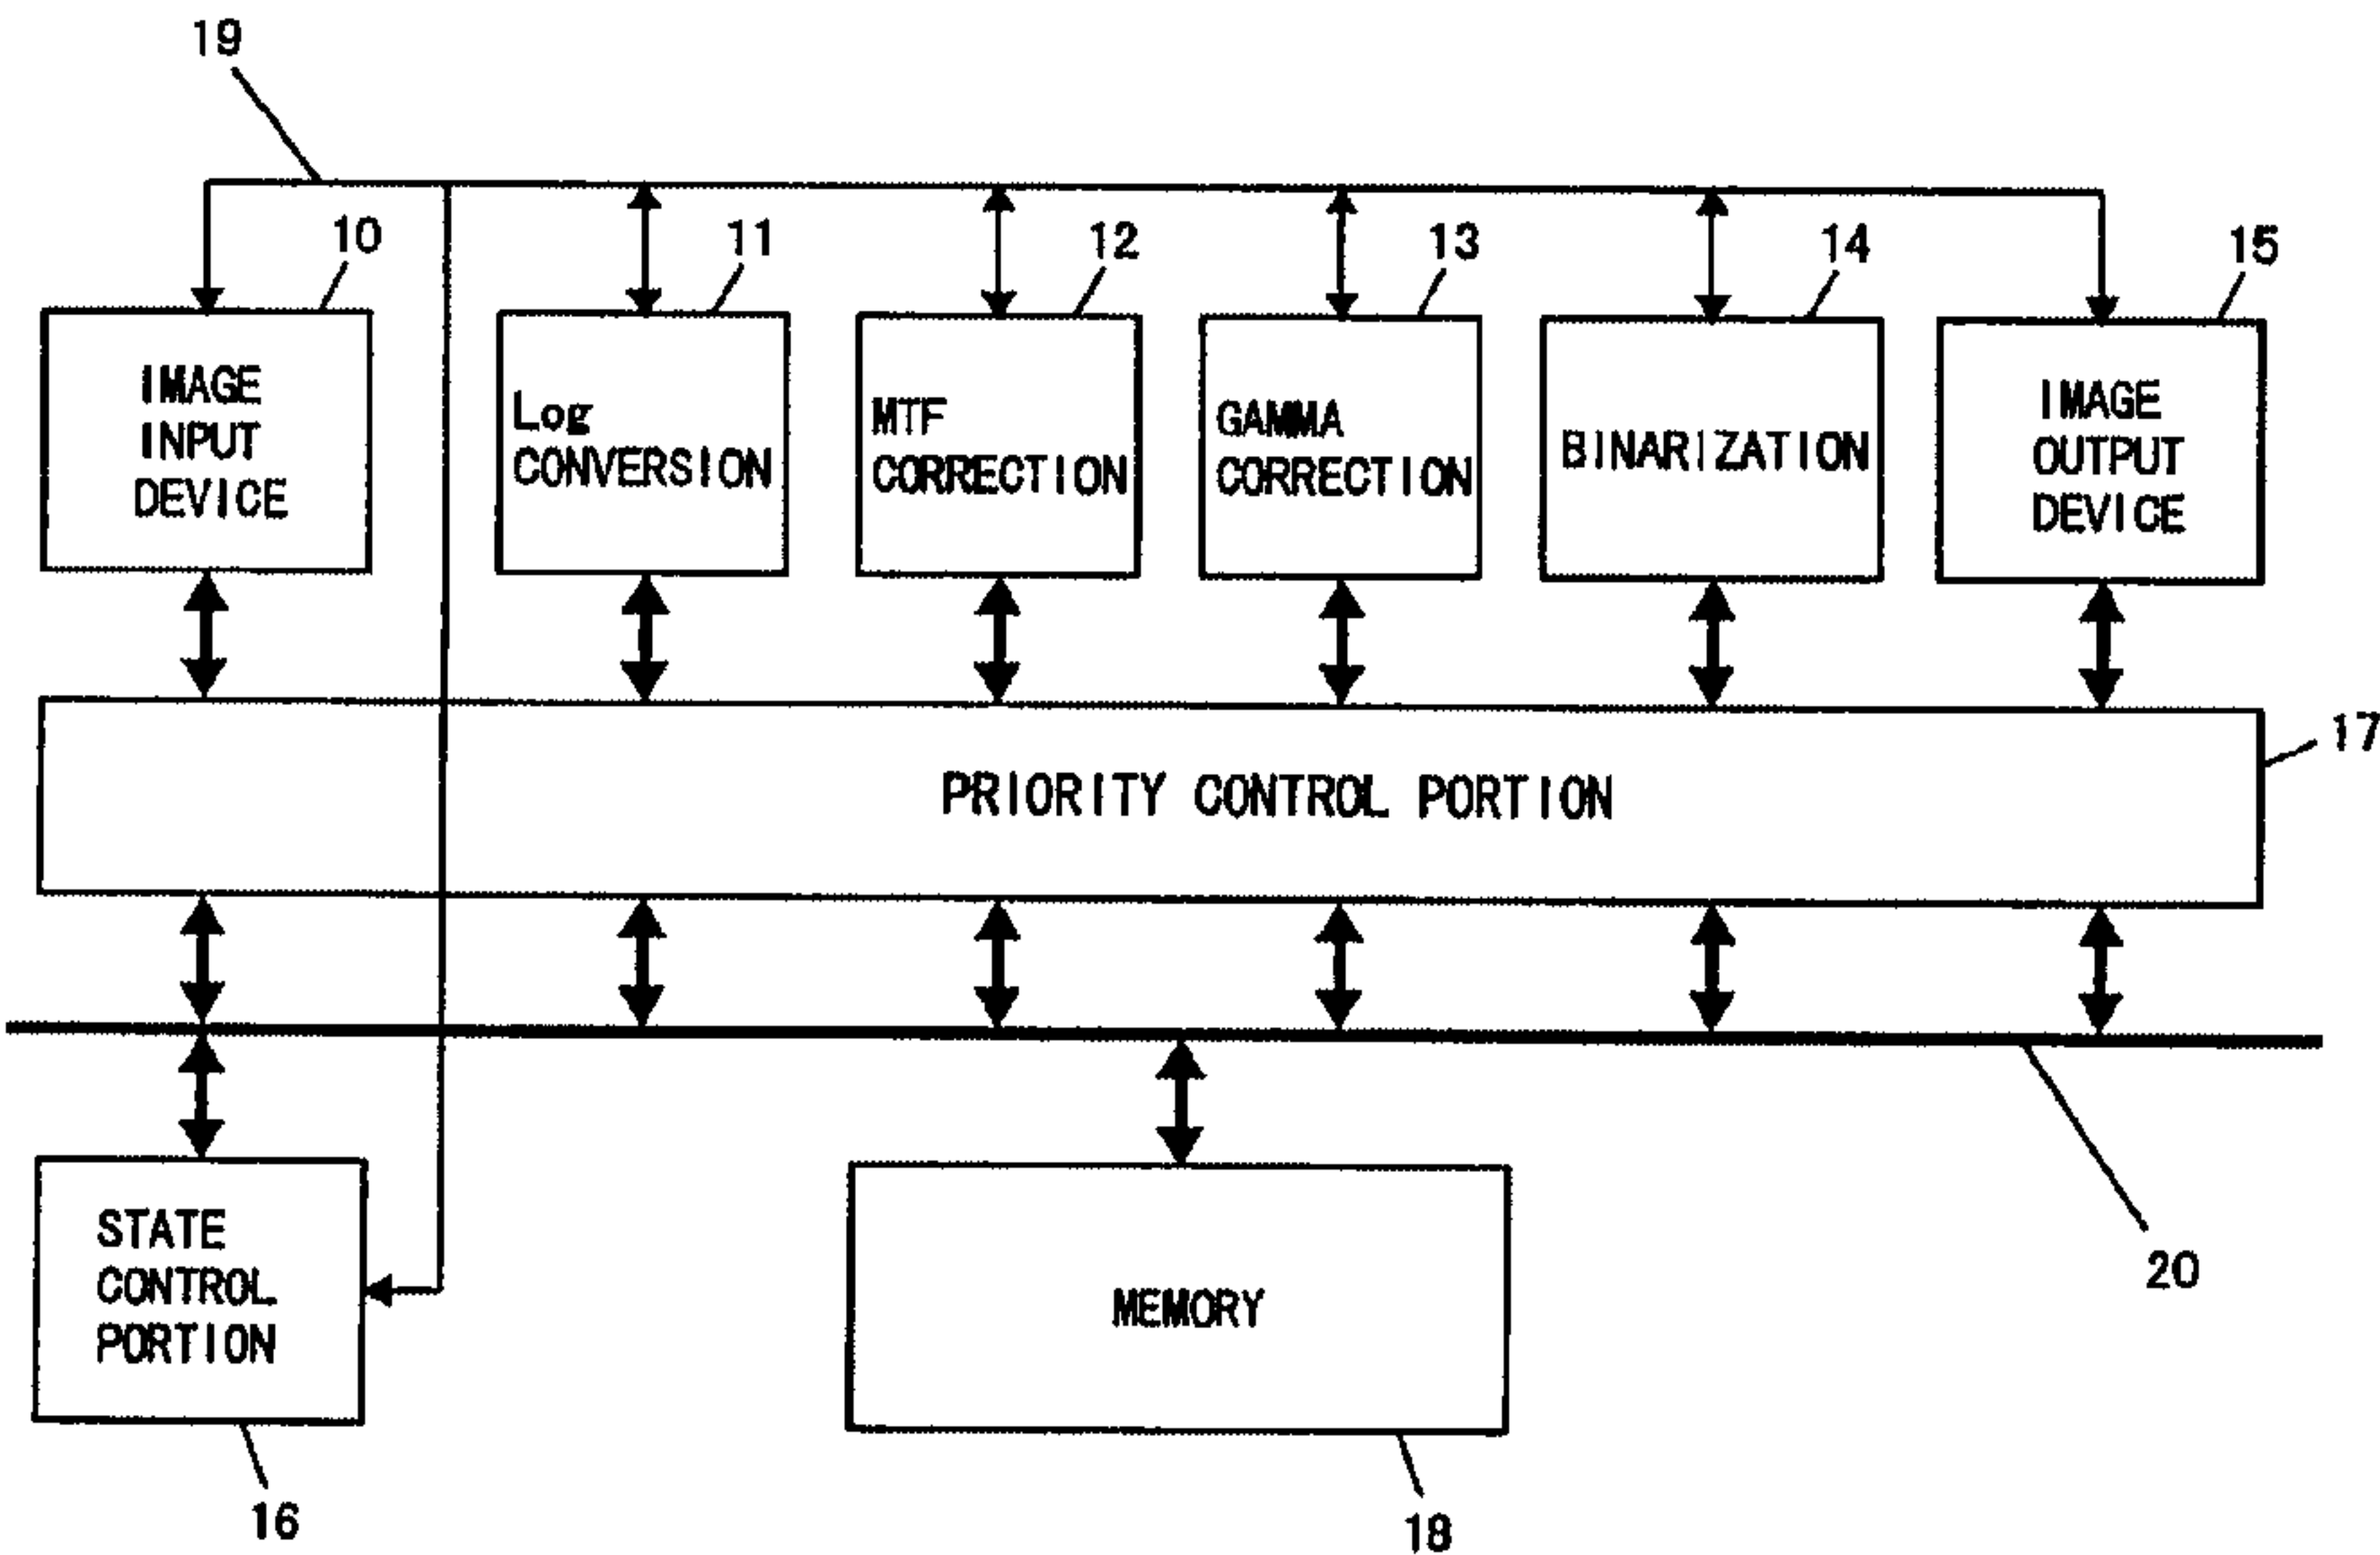 19
10
11
12
13
14
15
IMAGE
INPUT
DEVICE
Log
CONVERSION
MTF
CORRECTION
GAMMA
CORRECTION
BINARIZATION
IMAGE
OUTPUT
DEVICE
17
PRIORITY CONTROL PORTION
20
STATE
CONTROL
PORTION
MEMORY
16
18